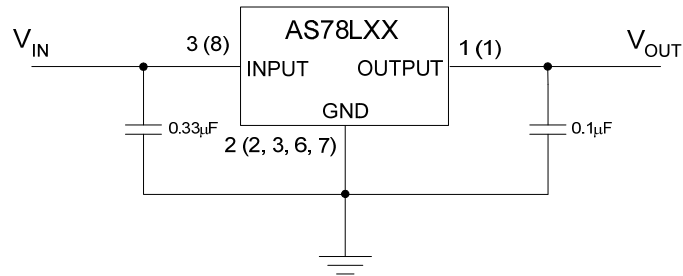 AS78LXX
V_IN
3 (8)
1 (1)
V_OUT
INPUT
OUTPUT
GND
0.33μF
2 (2, 3, 6, 7)
0.1μF